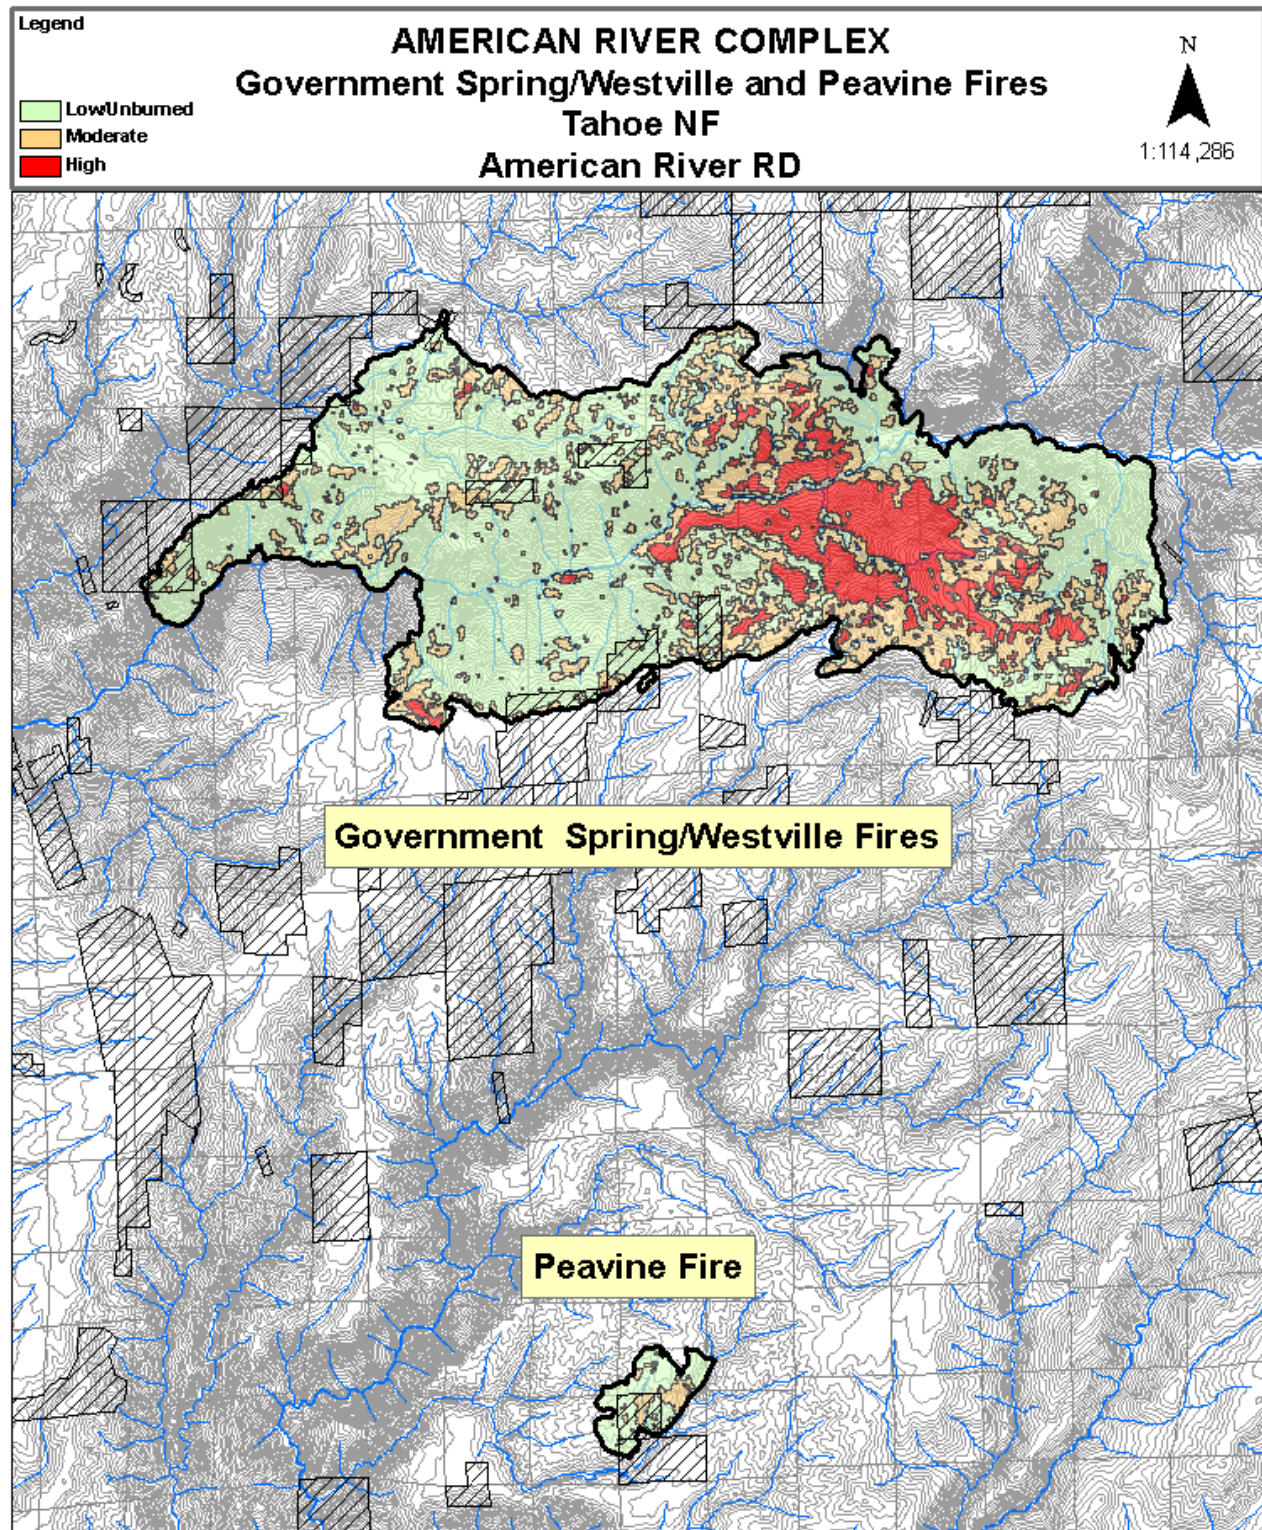 Legend
Low/Unburned
Moderate
High
AMERICAN RIVER COMPLEX
Government Spring/Westville and Peavine Fires
Tahoe NF
American River RD
N
1:114,286
Government Spring/Westville Fires
Peavine Fire